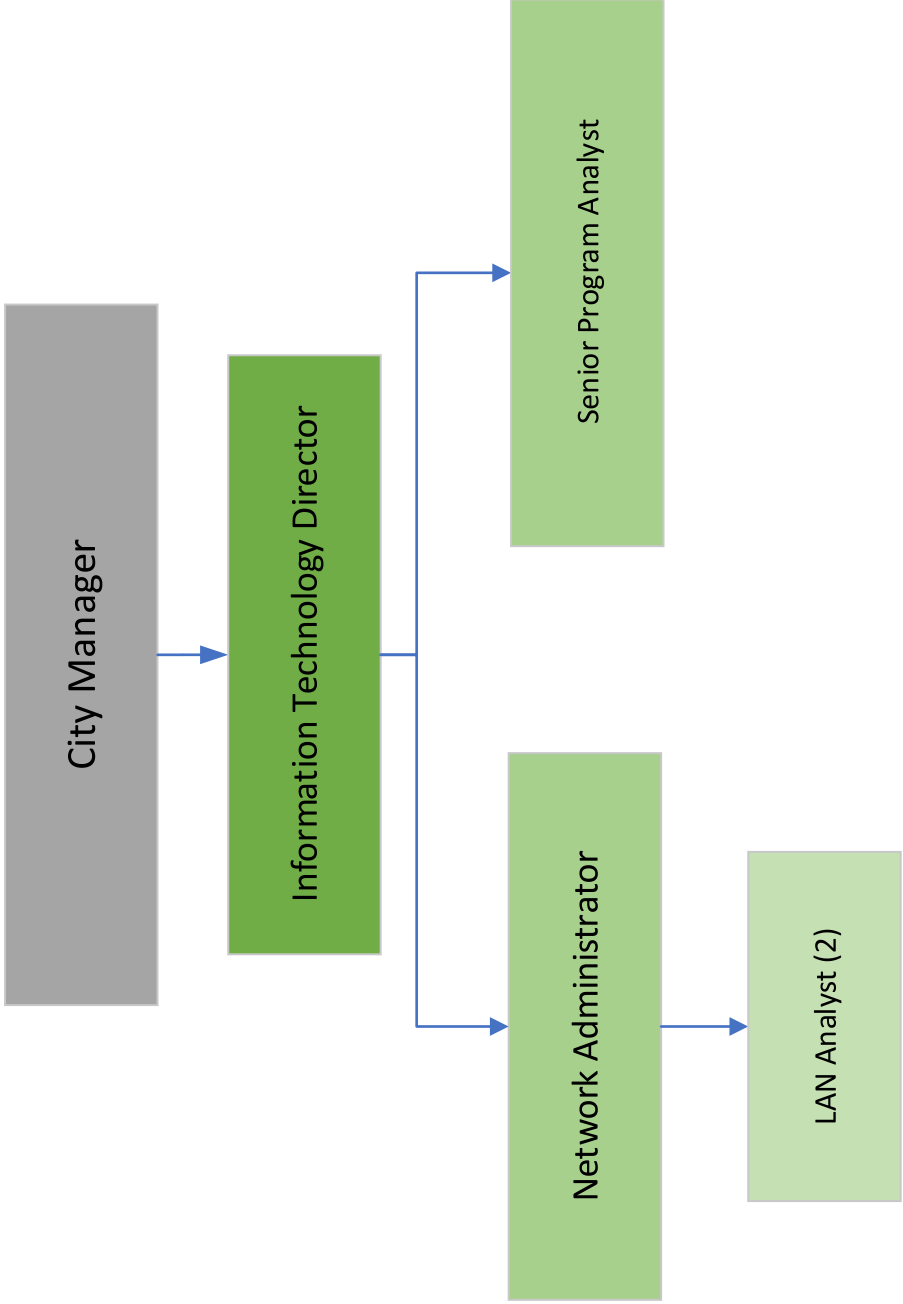 City Manager
Information Technology Director
Network Administrator
Senior Program Analyst
LAN Analyst (2)